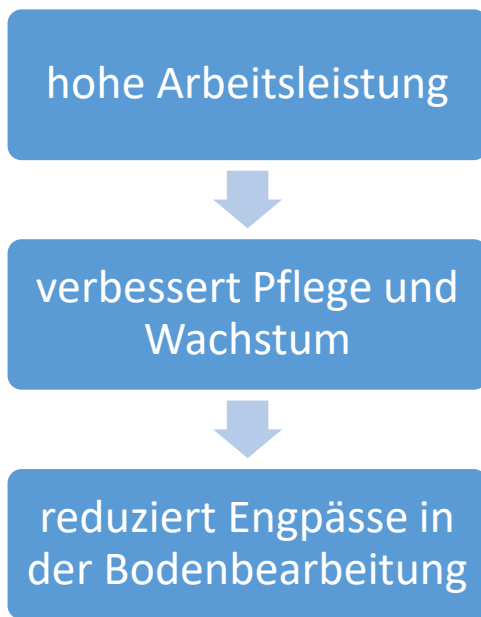 hohe Arbeitsleistung
verbessert Pflege und
Wachstum
reduziert Engpässe in
der Bodenbearbeitung